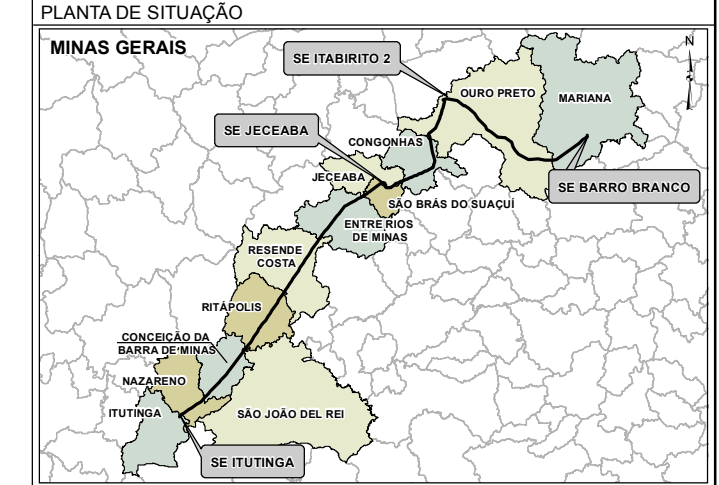 PLANTA DE SITUAÇÃO
MINAS GERAIS
N
SE ITABIRITO 2
OURO PRETO
MARIANA
SE JECEABA
CONGONHAS
JECEABA
SE BARRO BRANCO
SÃO BRÁS DO SUAÇUÍ
ENTRE RIOS
DE MINAS
RESENDE
COSTA
RITÁPOLIS
CONCEIÇÃO DA
BARRA DE MINAS
NAZARENO
ITUTINGA
SÃO JOÃO DEL REI
SE ITUTINGA